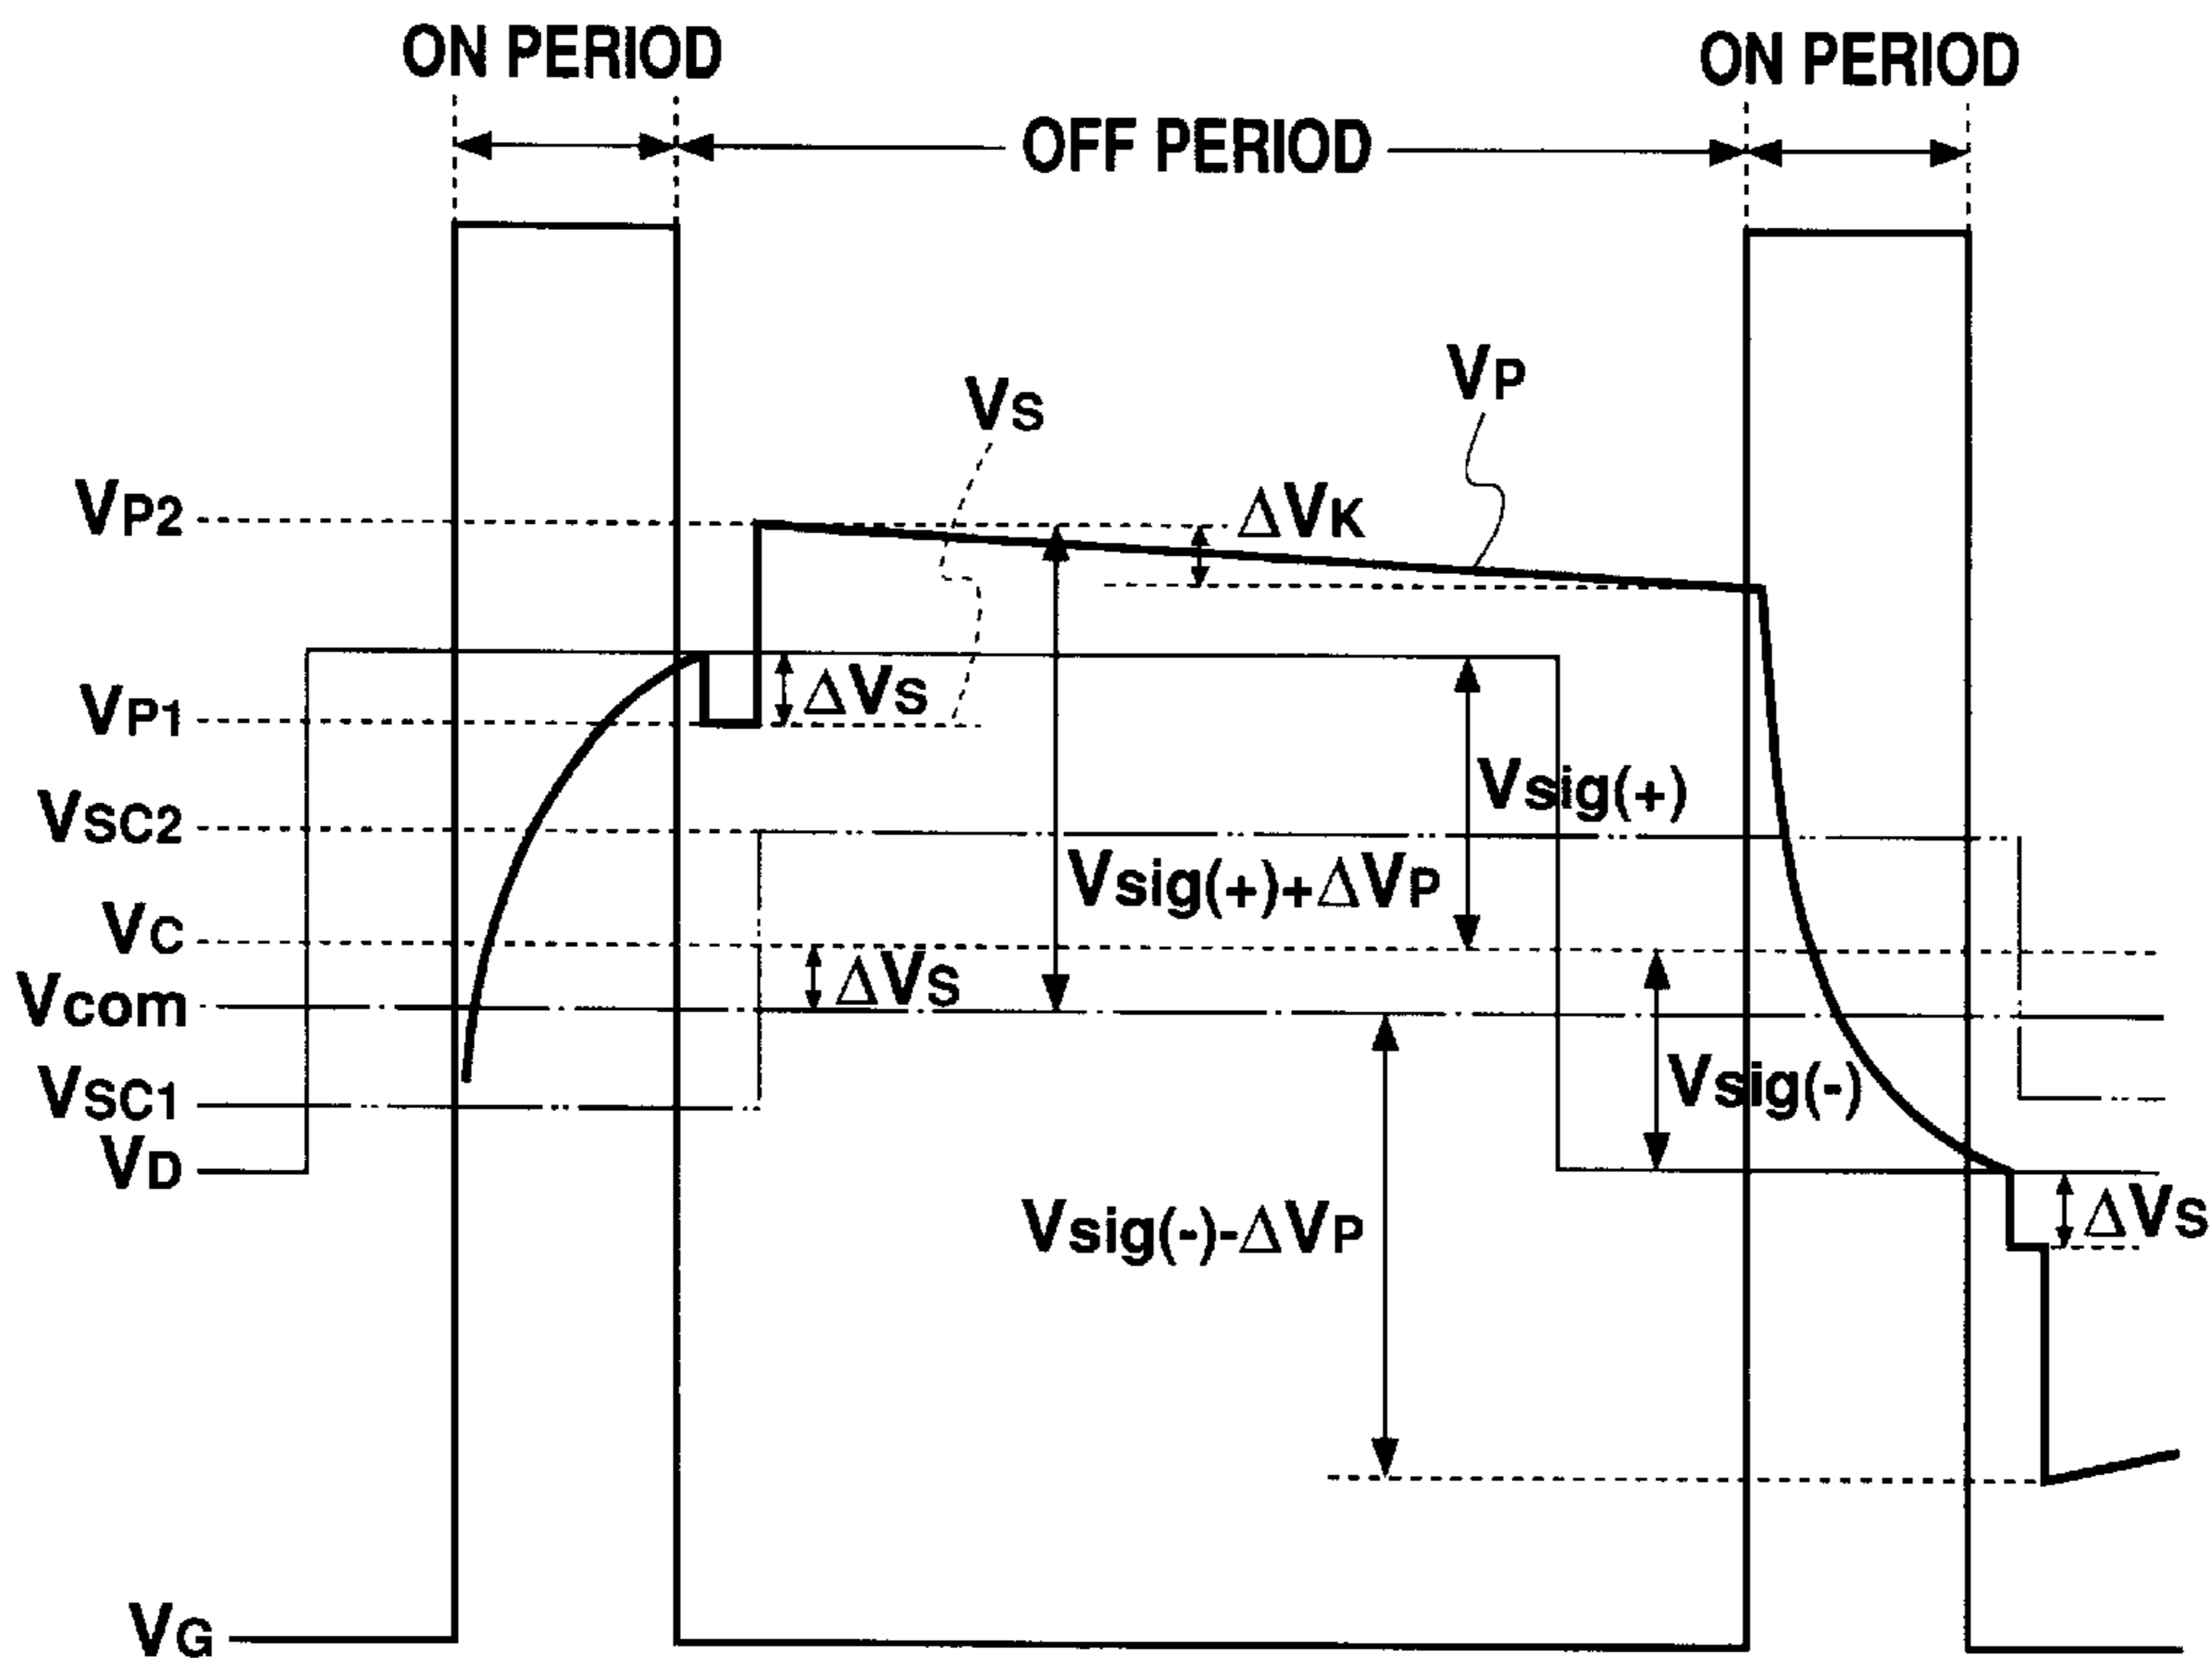 ON PERIOD
ON PERIOD
OFF PERIOD
VS
VP
VP2
ΔVK
VP1
ΔVS
VSC2
Vsig(+)
Vsig(+)+ΔVP
VC
ΔVS
Vcom
VSC1
Vsig(-)
VD
Vsig(-)-ΔVP
ΔVS
VG